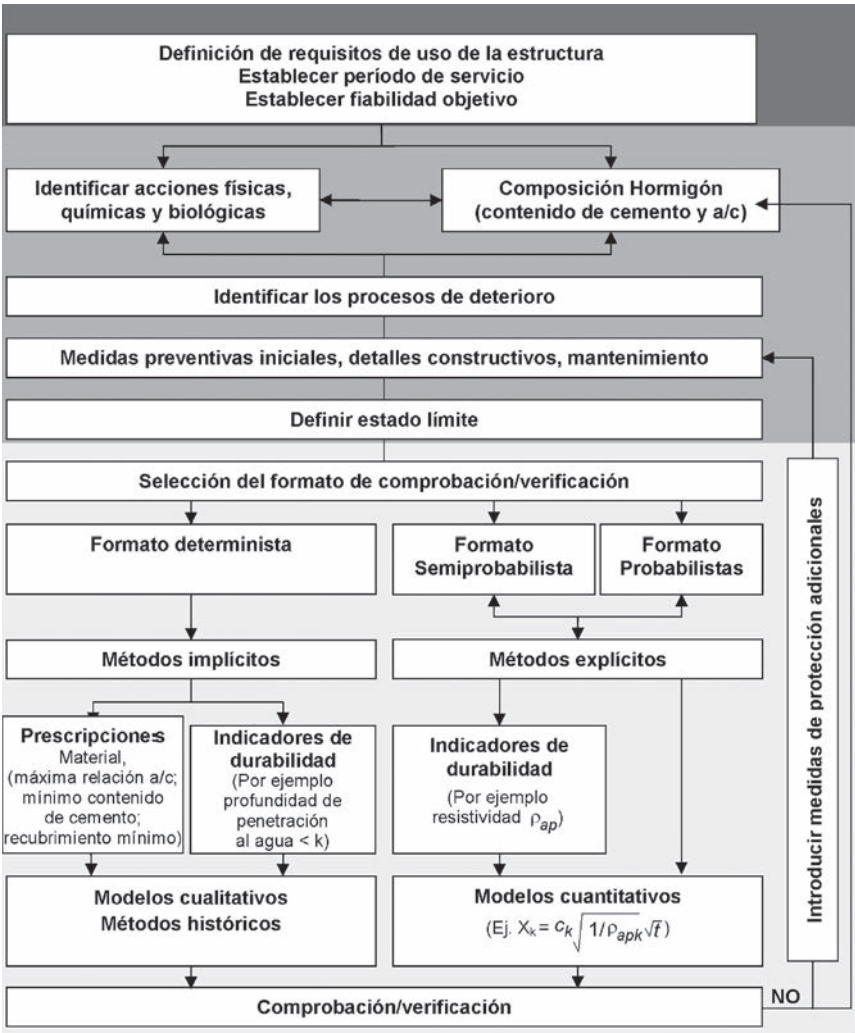 Definición de requisitos de uso de la estructura
Establecer período de servicio
Establecer fiabilidad objetivo
Identificar acciones físicas,
químicas y biológicas
Composición Hormigón
(contenido de cemento y a/c)
Identificar los procesos de deterioro
Medidas preventivas iniciales, detalles constructivos, mantenimiento
Definir estado límite
Selección del formato de comprobación/verificación
Formato determinista
Formato
Semiprobabilista
Formato
Probabilistas
Métodos implícitos
Métodos explícitos
Prescripciones
Material,
(máxima relación a/c;
mínimo contenido
de cemento;
recubrimiento mínimo)
Indicadores de
durabilidad
(Por ejemplo
profundidad de
penetración
al agua < k)
Indicadores de
durabilidad
(Por ejemplo
resistividad ρap)
Modelos cualitativos
Métodos históricos
Modelos cuantitativos
(Ej. Xk = ck √1/ρapk √t)
Comprobación/verificación
NO
Introducir medidas de protección adicionales